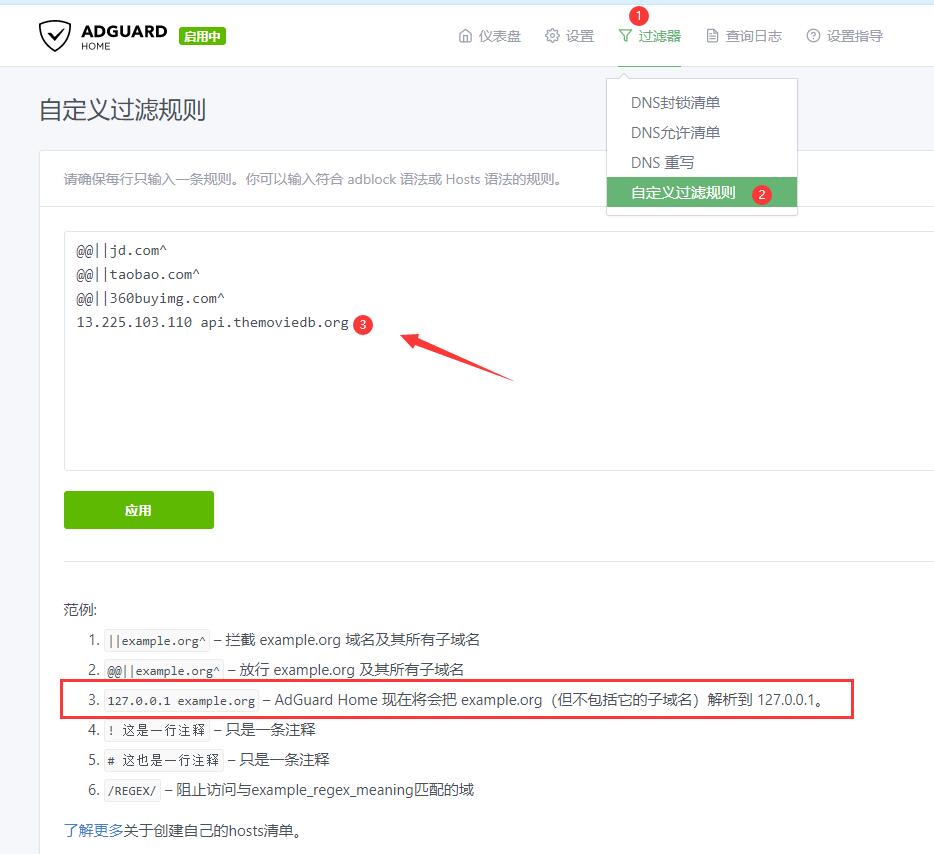 ADGUARD
HOME
启用中
仪表盘
设置
1
过滤器
查询日志
设置指导
自定义过滤规则
DNS封锁清单
DNS允许清单
DNS 重写
自定义过滤规则 2
请确保每行只输入一条规则。你可以输入符合 adblock 语法或 Hosts 语法的规则。
@@||jd.com^
@@||taobao.com^
@@||360buyimg.com^
13.225.103.110 api.themoviedb.org 3
应用
范例:
1. ||example.org^ – 拦截 example.org 域名及其所有子域名
2. @@||example.org^ – 放行 example.org 及其所有子域名
3. 127.0.0.1 example.org – AdGuard Home 现在将会把 example.org（但不包括它的子域名）解析到 127.0.0.1。
4. ! 这是一行注释 – 只是一条注释
5. # 这也是一行注释 – 只是一条注释
6. /REGEX/ – 阻止访问与example_regex_meaning匹配的域
了解更多关于创建自己的hosts清单。